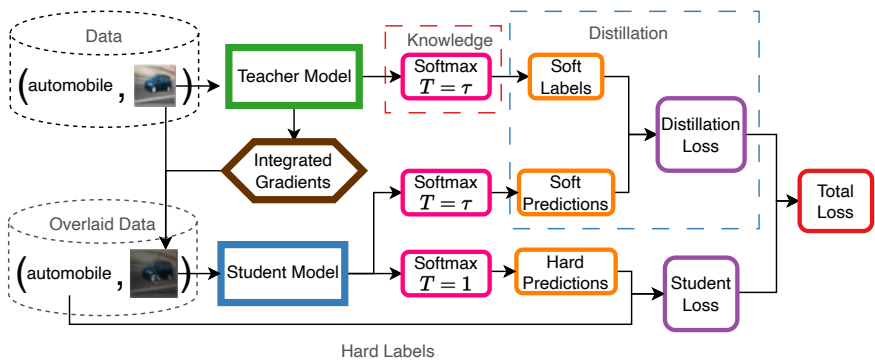 Data
Knowledge
Distillation
(automobile, )
Teacher Model
Softmax
T = τ
Soft
Labels
Integrated
Gradients
Distillation
Loss
Softmax
T = τ
Soft
Predictions
Total
Loss
Overlaid Data
(automobile, )
Student Model
Softmax
T = 1
Hard
Predictions
Student
Loss
Hard Labels